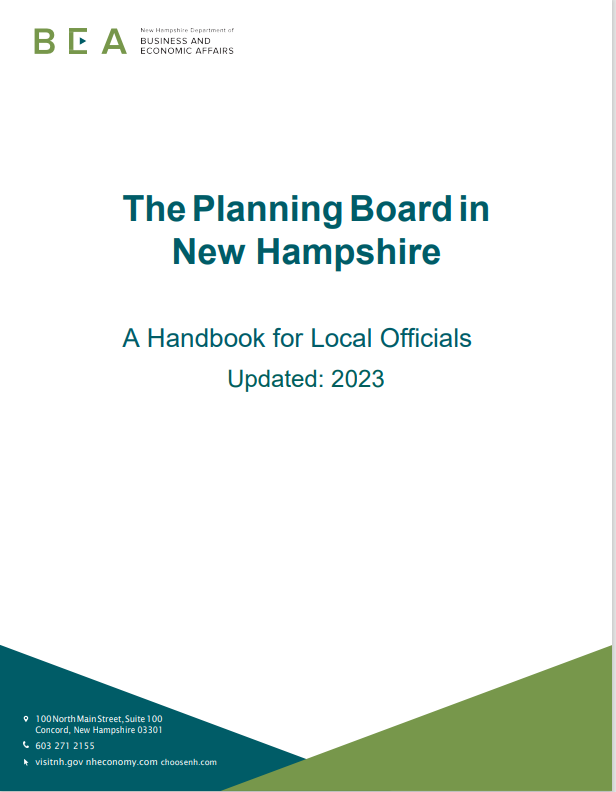 BEA
New Hampshire Department of
BUSINESS AND
ECONOMIC AFFAIRS
The Planning Board in
New Hampshire
A Handbook for Local Officials
Updated: 2023
100 North Main Street, Suite 100
Concord, New Hampshire 03301
603 271 2155
visitnh.gov nheconomy.com choosenh.com